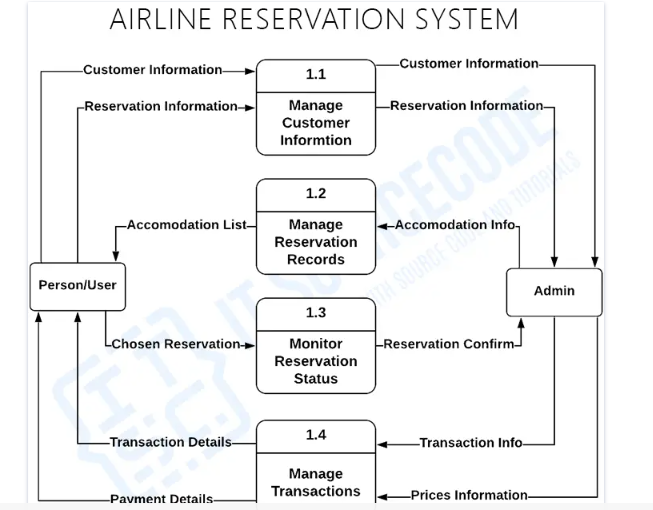 AIRLINE RESERVATION SYSTEM
Customer Information
1.1
Customer Information
Reservation Information
Manage
Customer
Informtion
Reservation Information
1.2
Accomodation List
Manage
Reservation
Records
Accomodation Info
Person/User
Admin
1.3
Chosen Reservation
Monitor
Reservation
Status
Reservation Confirm
1.4
Transaction Details
Transaction Info
Manage
Transactions
Payment Details
Prices Information
IT SOURCECODE
WITH SOURCE CODE AND TUTORIALS